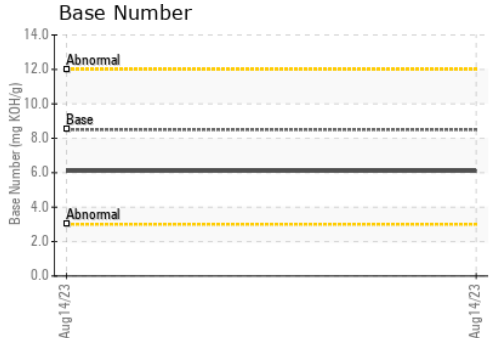 Base Number
Base Number (mg KOH/g)
14.0
12.0
10.0
8.0
6.0
4.0
2.0
0.0
Abnormal
Base
Abnormal
Aug14/23
Aug14/23